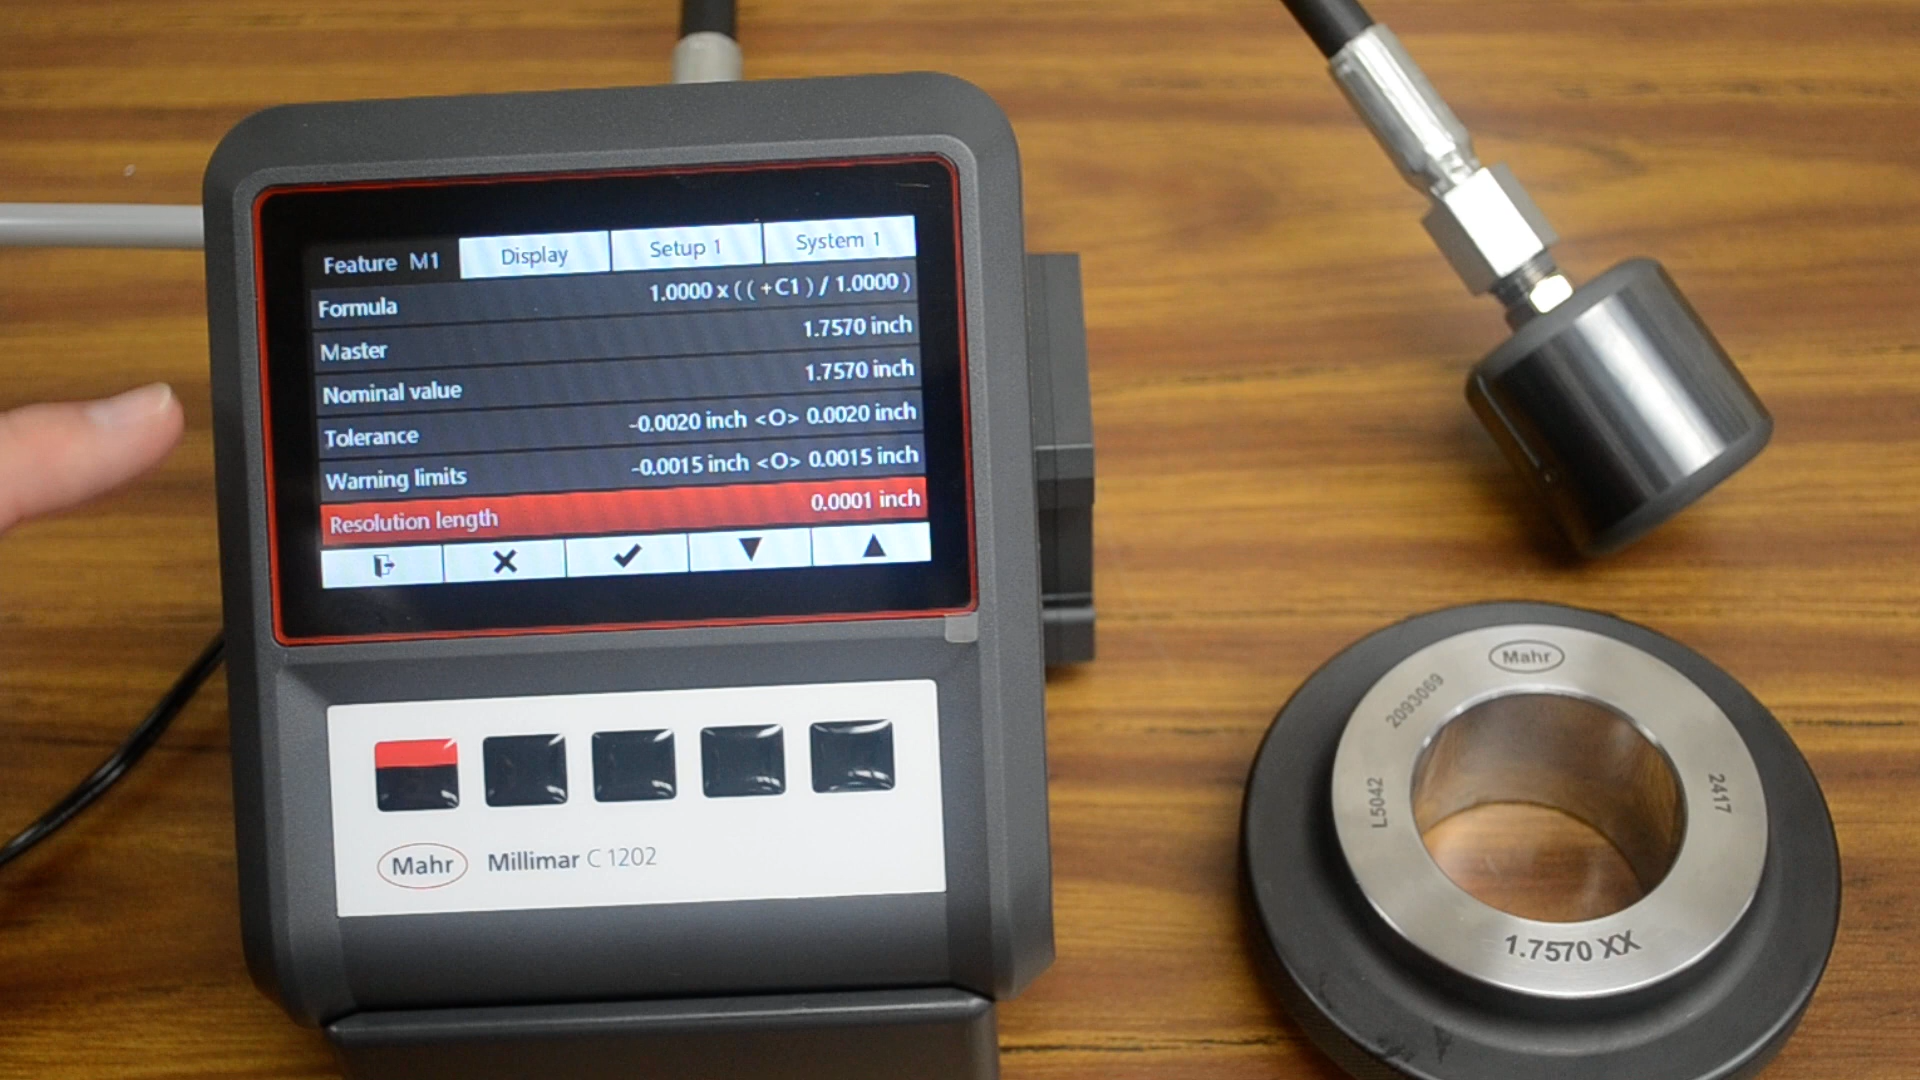 Feature M1 Display Setup 1 System 1
Formula 1.0000 x ( ( +C1 ) / 1.0000 )
Master 1.7570 inch
Nominal value 1.7570 inch
Tolerance -0.0020 inch <O> 0.0020 inch
Warning limits -0.0015 inch <O> 0.0015 inch
Resolution length 0.0001 inch
Mahr Millimar C 1202
Mahr
2093069
L5042
2417
1.7570 XX